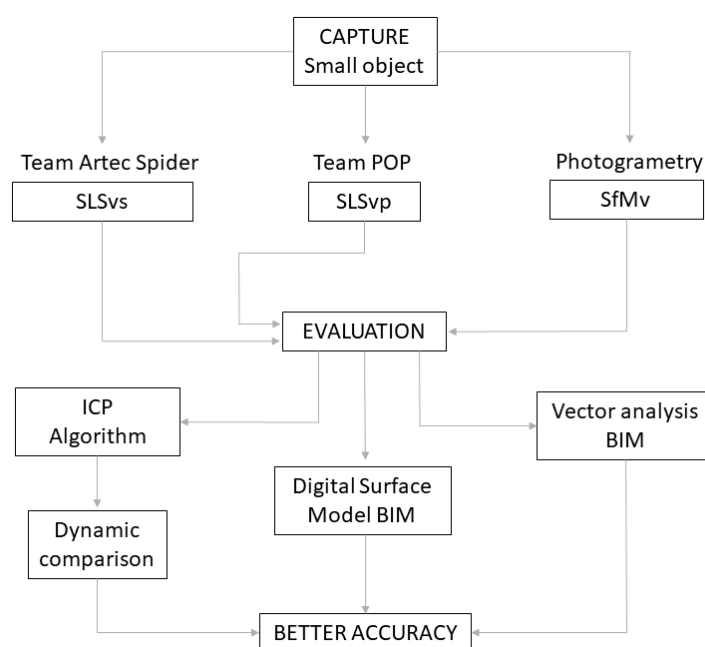 CAPTURE
Small object
Team Artec Spider
Team POP
Photogrametry
SLSvs
SLSvp
SfMv
EVALUATION
ICP
Algorithm
Vector analysis
BIM
Digital Surface
Model BIM
Dynamic
comparison
BETTER ACCURACY